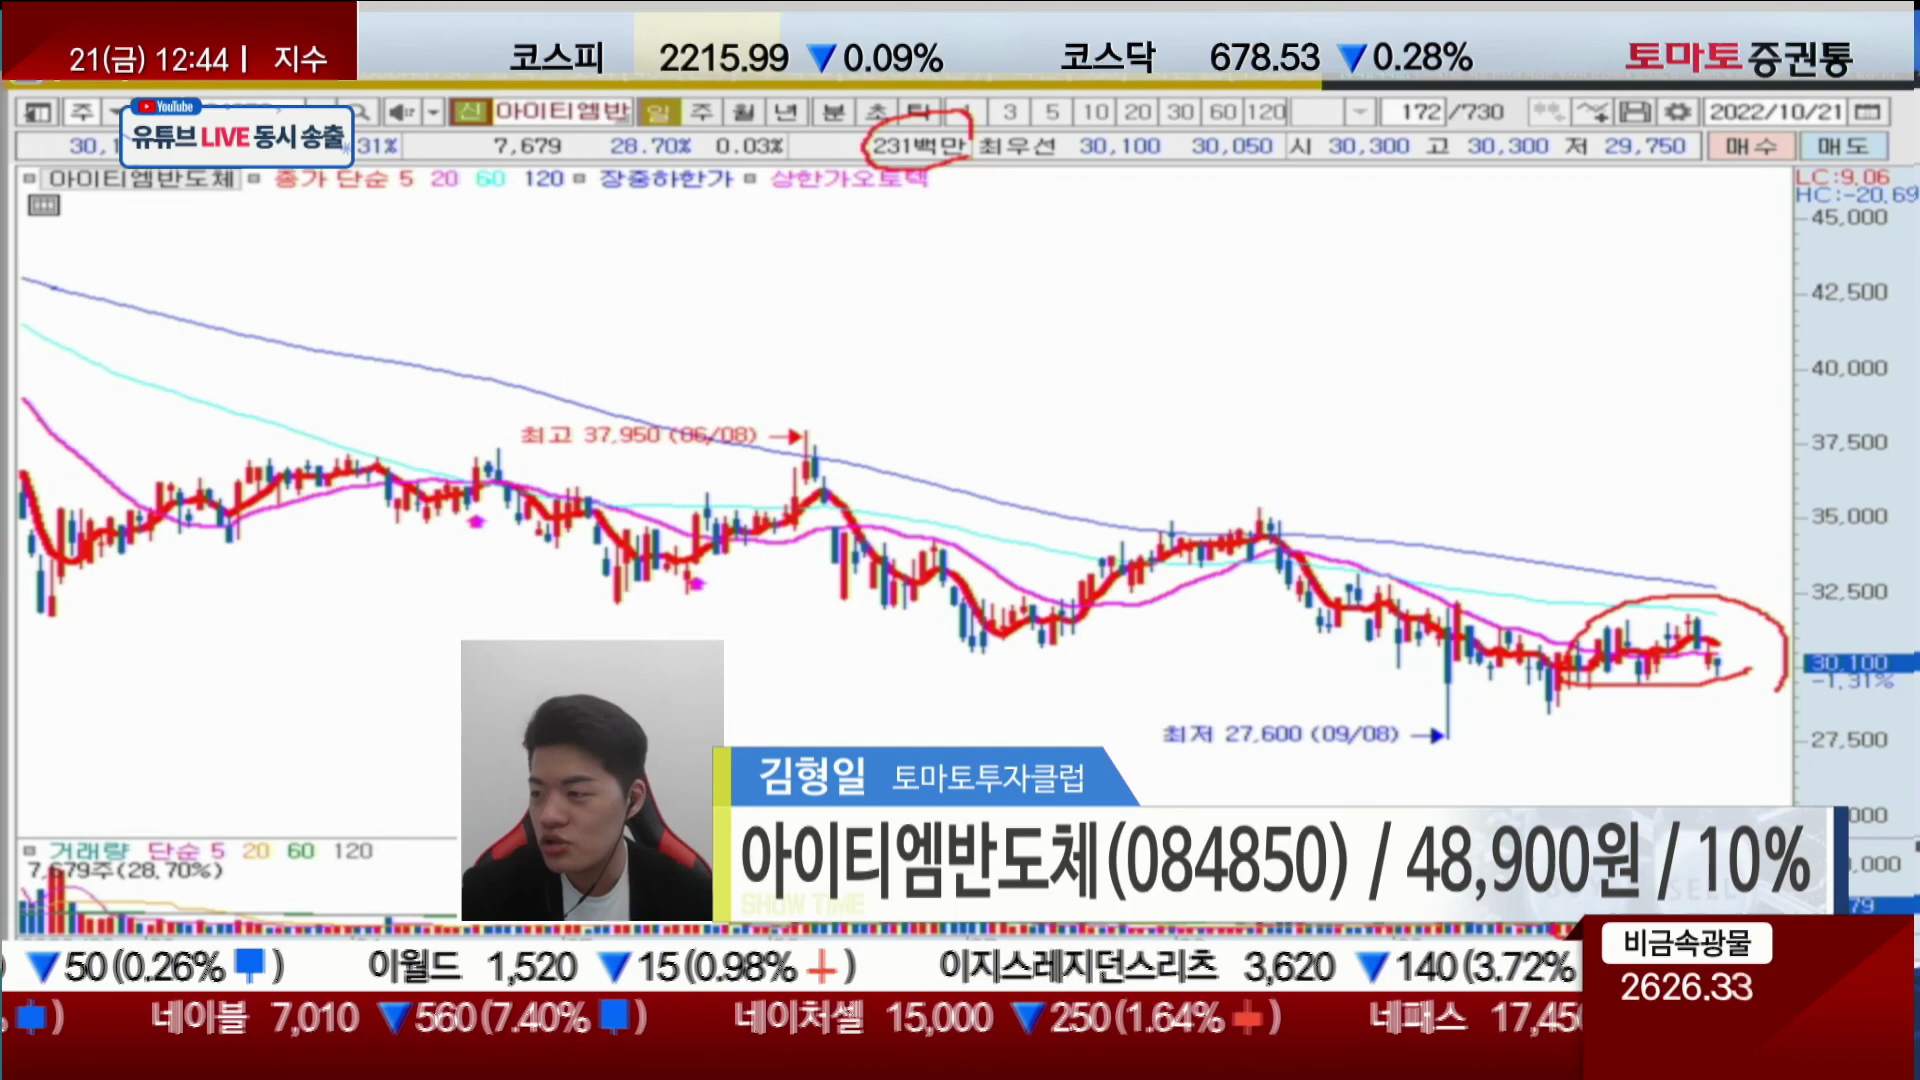 21(금) 12:44 | 지수
코스피 2215.99 ▼0.09% 코스닥 678.53 ▼0.28%
토마토증권통
YouTube
유튜브 LIVE 동시 송출
주 신 아이티엠반 일 주 월 년 분 초 틱 1 3 5 10 20 30 60 120 172/730 2022/10/21
30,1 31% 7,679 28.70% 0.03% 231백만 최우선 30,100 30,050 시 30,300 고 30,300 저 29,750 매수 매도
아이티엠반도체 종가 단순 5 20 60 120 장중하한가 상한가오토텍
LC:9.06
HC:-20.69
45,000
42,500
40,000
최고 37,950 (06/08)
37,500
35,000
32,500
30,100
-1.31%
최저 27,600 (09/08)
27,500
거래량 단순 5 20 60 120
7,679주(28.70%)
김형일 토마토투자클럽
아이티엠반도체(084850) / 48,900원 / 10%
SHOW TIME
▼50(0.26% ) 이월드 1,520 ▼15(0.98% ) 이지스레지던스리츠 3,620 ▼140(3.72%
% ) 네이블 7,010 ▼560(7.40% ) 네이처셀 15,000 ▼250(1.64% ) 네패스 17,450
비금속광물
2626.33